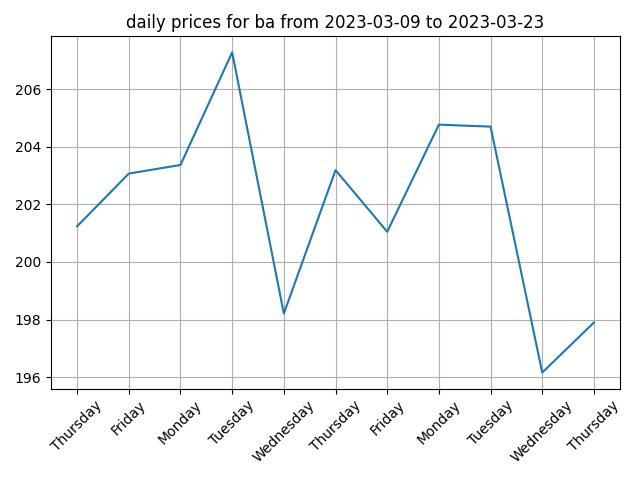 daily prices for ba from 2023-03-09 to 2023-03-23
206
204
202
200
198
196
Thursday
Friday
Monday
Tuesday
Wednesday
Thursday
Friday
Monday
Tuesday
Wednesday
Thursday